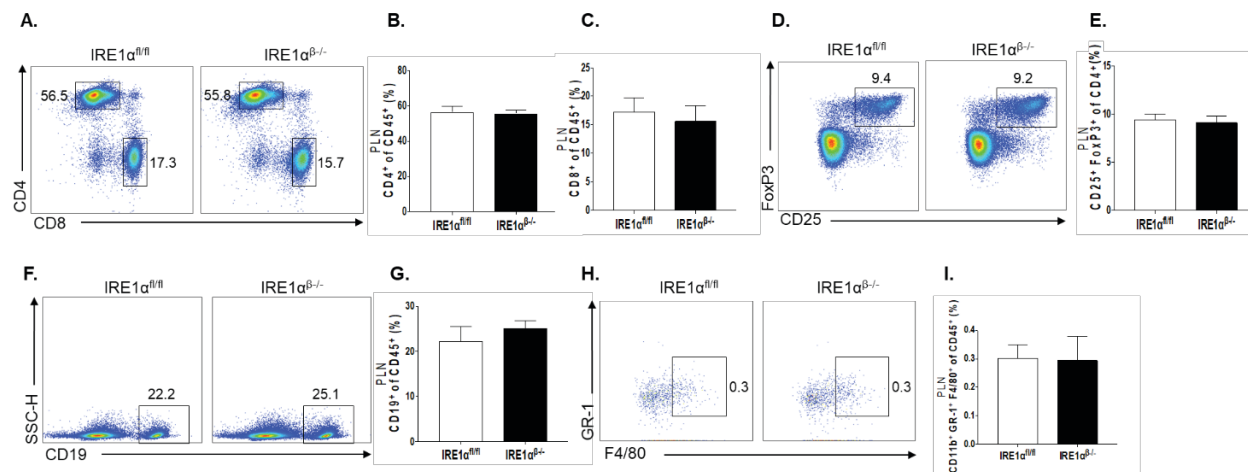 A.
IRE1α^fl/fl
IRE1α^β-/-
56.5
17.3
55.8
15.7
CD4
CD8
B.
PLN
CD4⁺ of CD45⁺ (%)
80
60
40
20
0
IRE1α^fl/fl
IRE1α^β-/-
C.
PLN
CD8⁺ of CD45⁺ (%)
25
20
15
10
5
0
IRE1α^fl/fl
IRE1α^β-/-
D.
IRE1α^fl/fl
IRE1α^β-/-
9.4
9.2
FoxP3
CD25
E.
PLN
CD25⁺ FoxP3⁺ of CD4⁺(%)
15
10
5
0
IRE1α^fl/fl
IRE1α^β-/-
F.
IRE1α^fl/fl
IRE1α^β-/-
22.2
25.1
SSC-H
CD19
G.
PLN
CD19⁺ of CD45⁺ (%)
30
20
10
0
IRE1α^fl/fl
IRE1α^β-/-
H.
IRE1α^fl/fl
IRE1α^β-/-
0.3
0.3
GR-1
F4/80
I.
PLN
CD11b⁺ GR-1⁺ F4/80⁺ of CD45⁺ (%)
0.4
0.3
0.2
0.1
0.0
IRE1α^fl/fl
IRE1α^β-/-